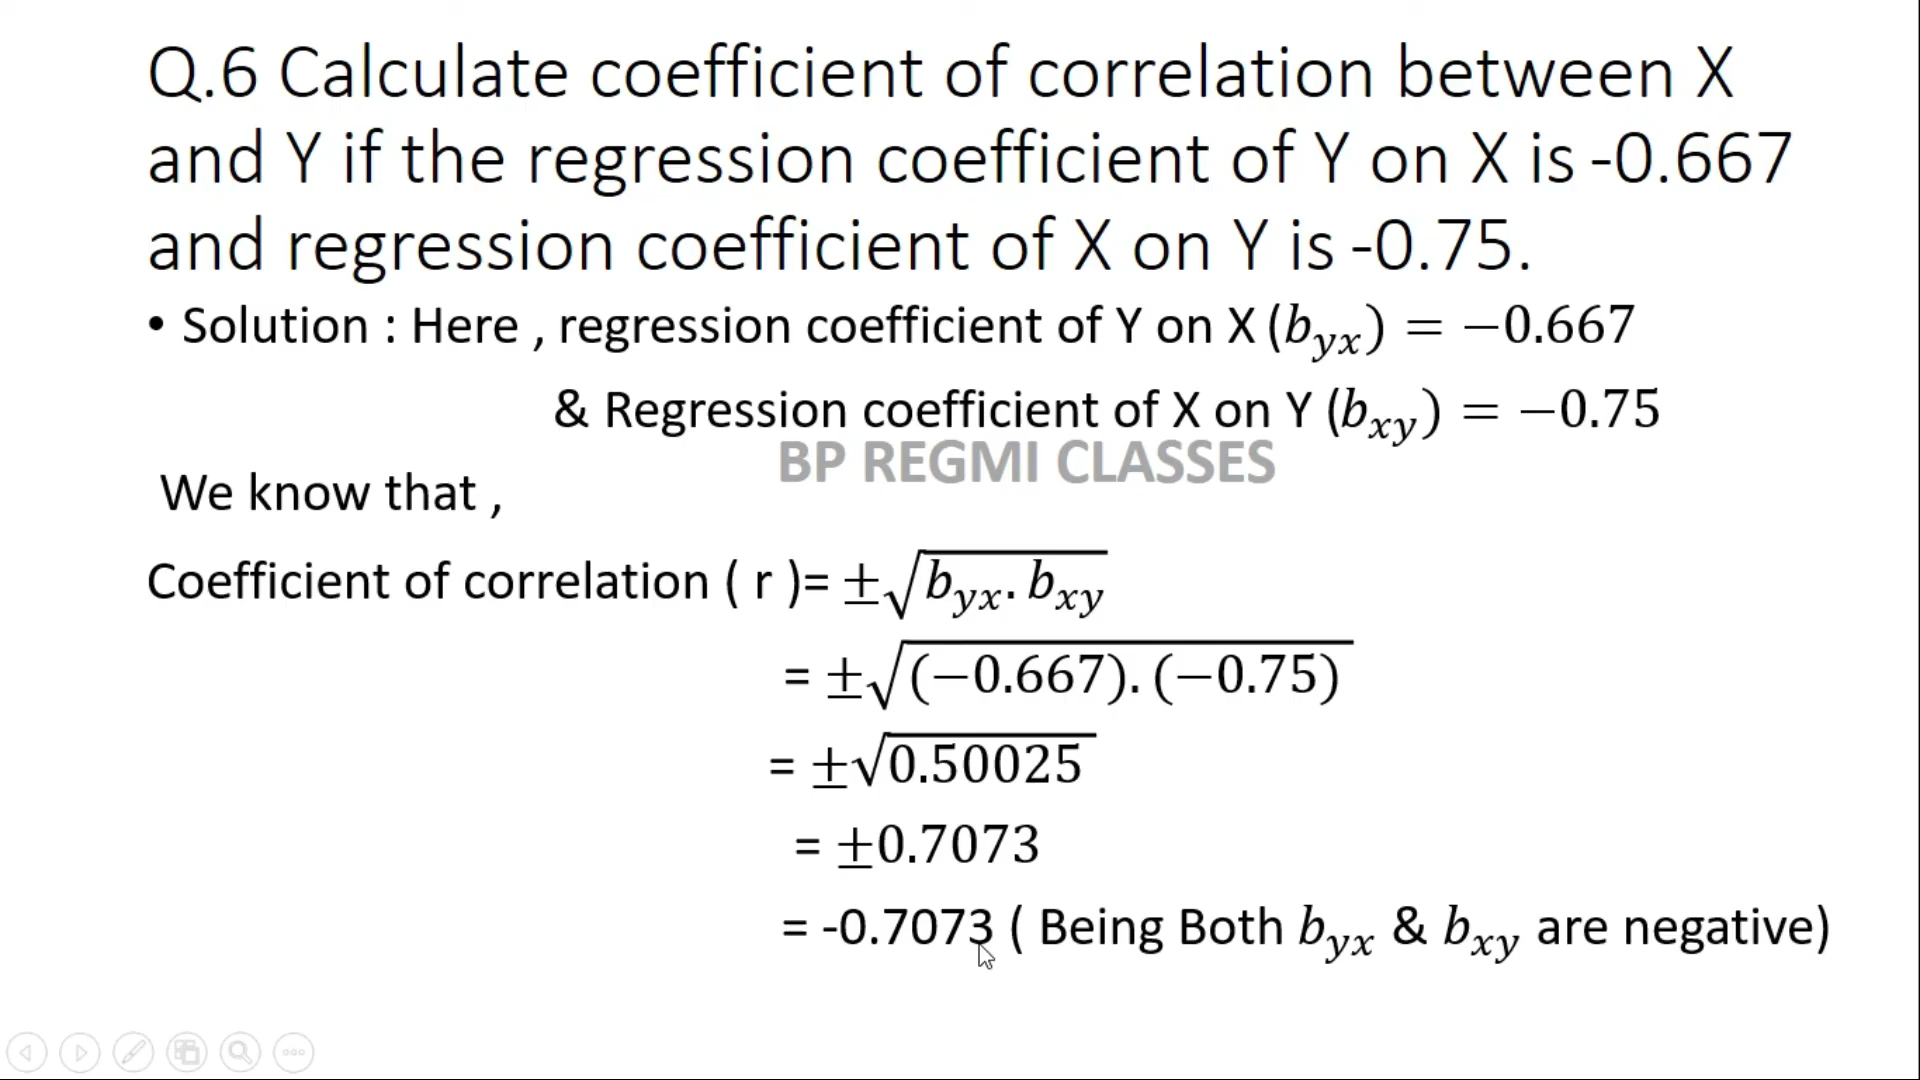 Q.6 Calculate coefficient of correlation between X
and Y if the regression coefficient of Y on X is -0.667
and regression coefficient of X on Y is -0.75.
• Solution : Here , regression coefficient of Y on X (b_yx) = −0.667
& Regression coefficient of X on Y (b_xy) = −0.75
BP REGMI CLASSES
We know that ,
Coefficient of correlation ( r )= ±√(b_yx. b_xy)
= ±√((−0.667). (−0.75))
= ±√0.50025
= ±0.7073
= -0.7073 ( Being Both b_yx & b_xy are negative)